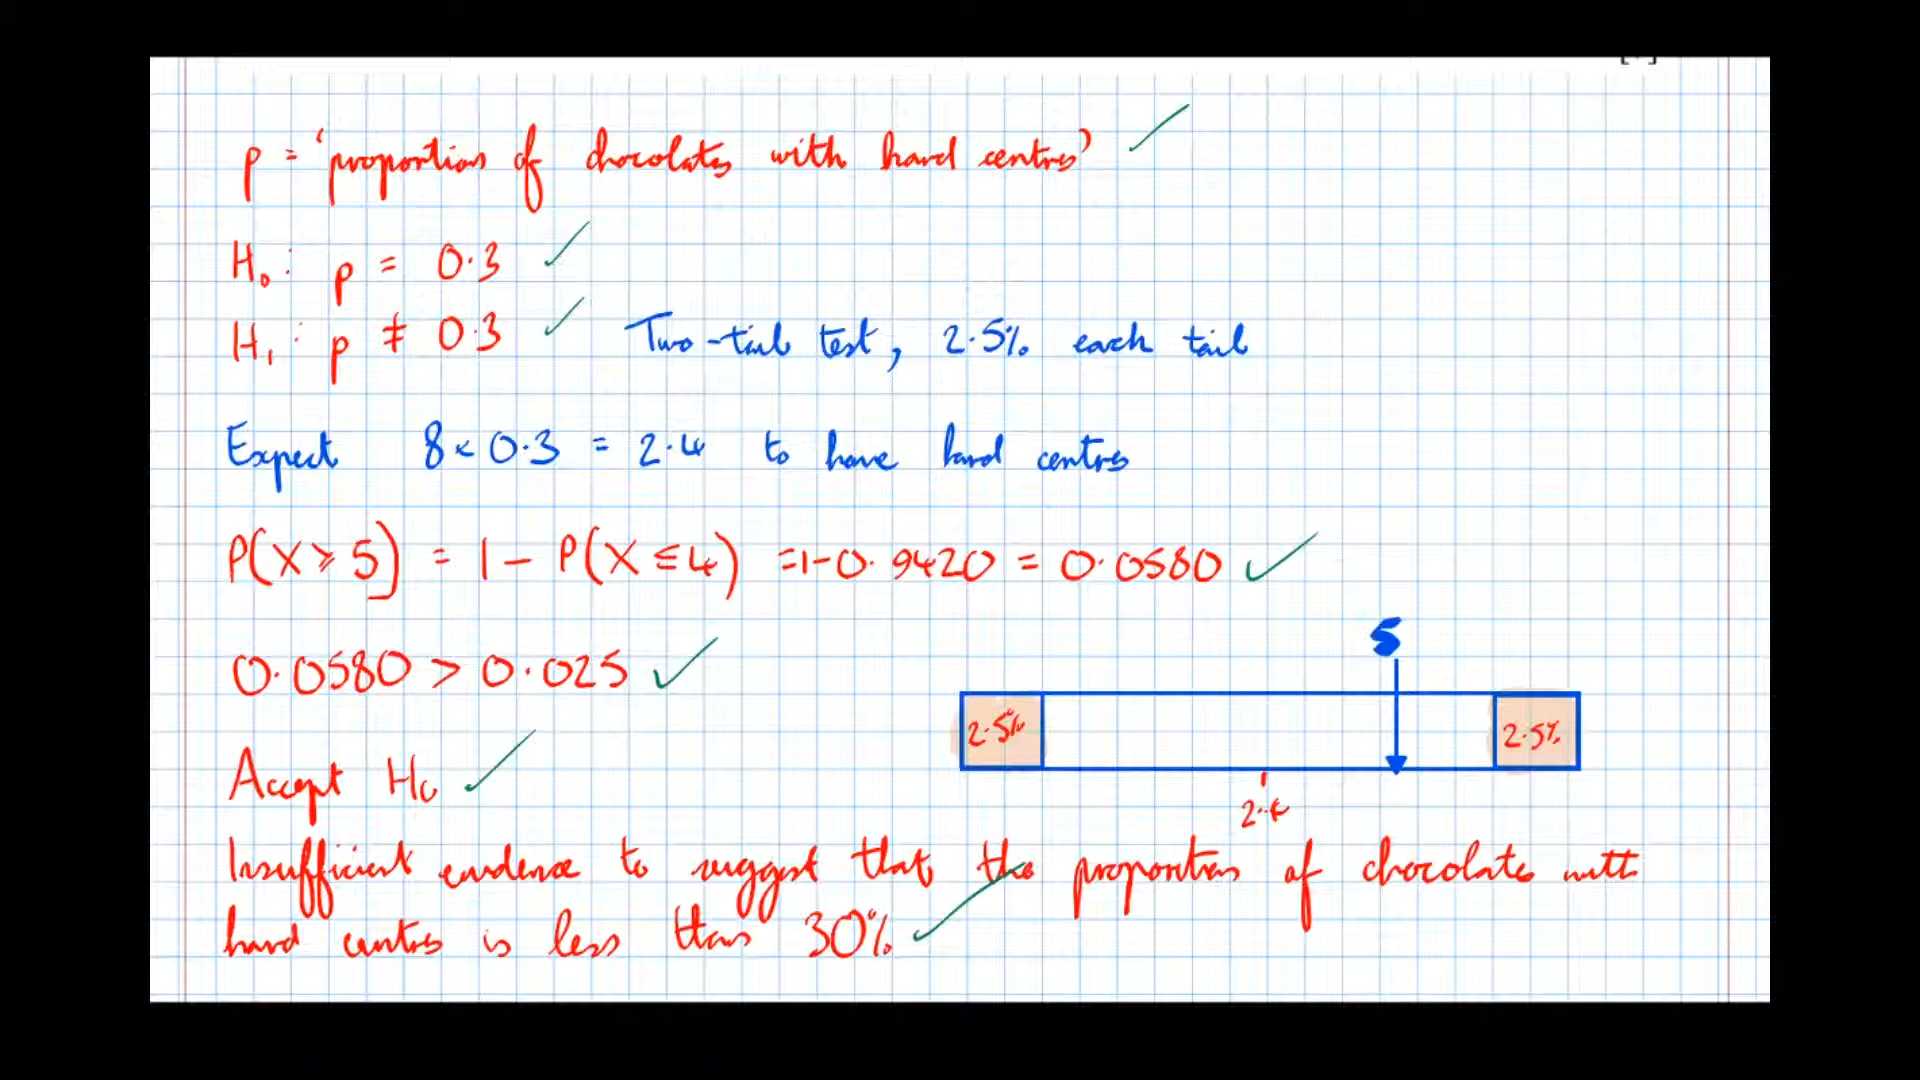 p = 'proportion of chocolates with hard centres'
H₀: p = 0.3
H₁: p ≠ 0.3 Two-tail test, 2.5% each tail
Expect 8 × 0.3 = 2.4 to have hard centres
P(X ≥ 5) = 1 - P(X ≤ 4) = 1 - 0.9420 = 0.0580
0.0580 > 0.025
5
2.5% 2.5%
2.4
Accept H₀
Insufficient evidence to suggest that the proportion of chocolates with
hard centres is less than 30%